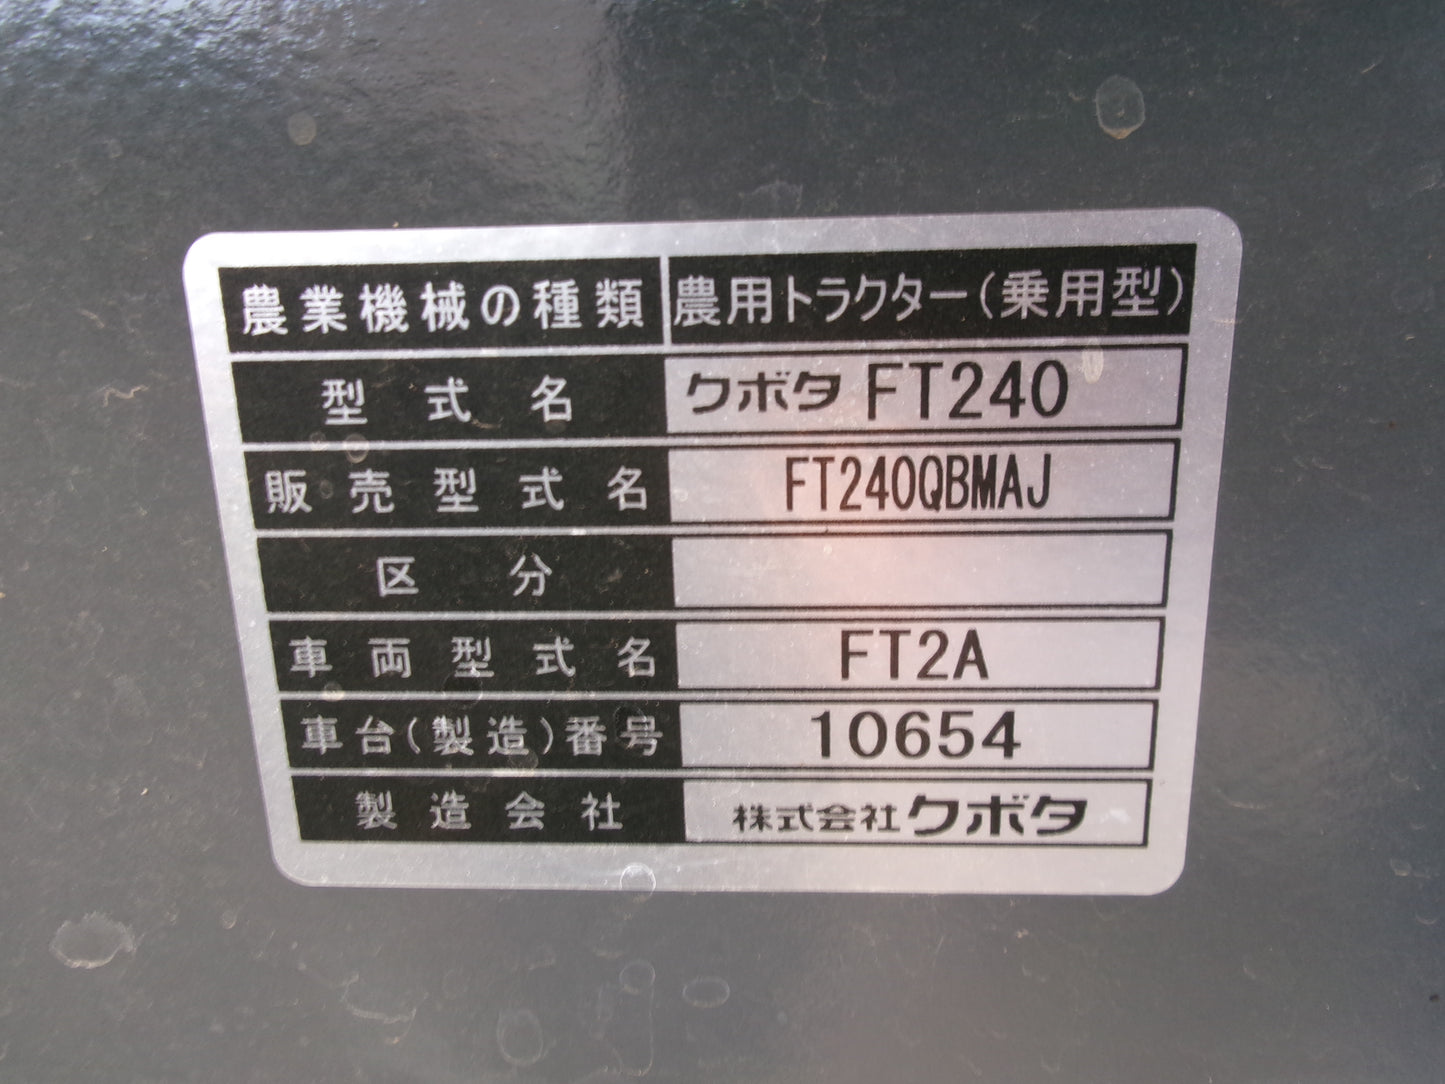 農業機械の種類 農用トラクター(乗用型)
型式名 クボタ FT240
販売型式名 FT240QBMAJ
区分
車両型式名 FT2A
車台(製造)番号 10654
製造会社 株式会社クボタ